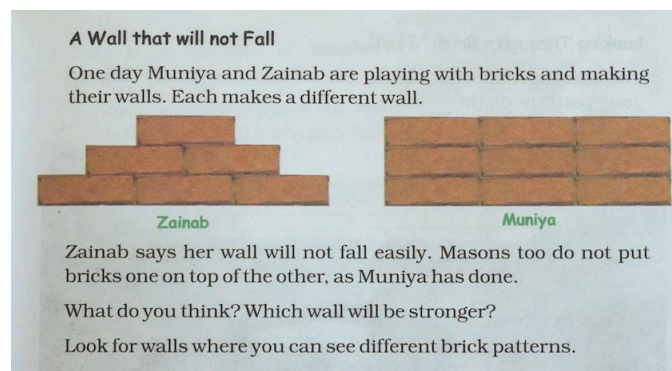 A Wall that will not Fall
One day Muniya and Zainab are playing with bricks and making
their walls. Each makes a different wall.
Zainab
Muniya
Zainab says her wall will not fall easily. Masons too do not put
bricks one on top of the other, as Muniya has done.
What do you think? Which wall will be stronger?
Look for walls where you can see different brick patterns.